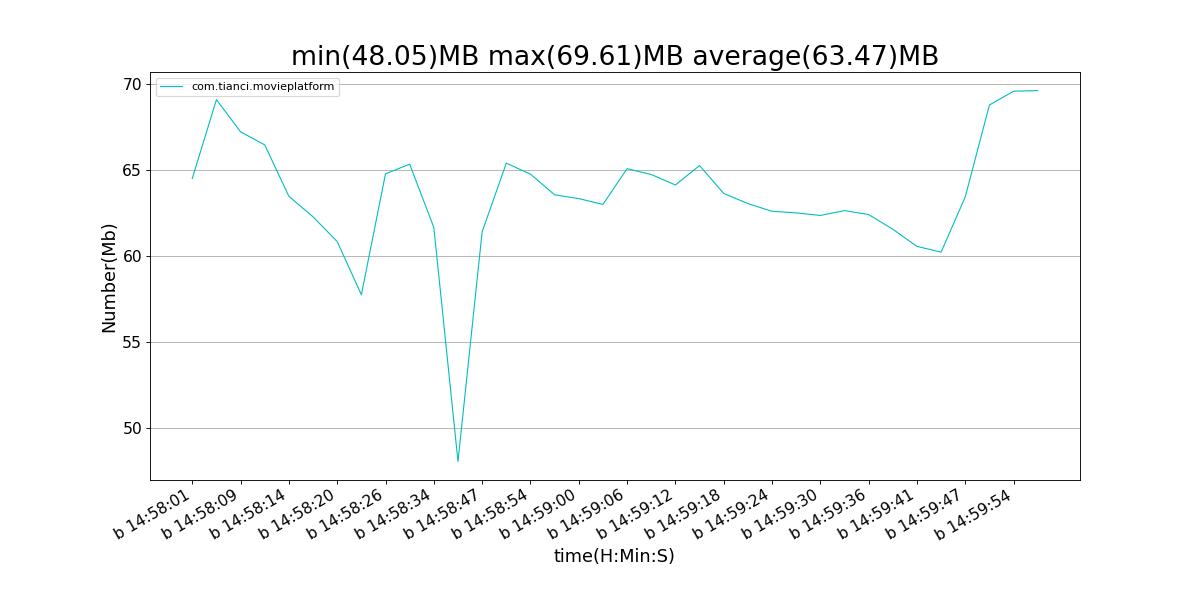 min(48.05)MB max(69.61)MB average(63.47)MB
com.tianci.movieplatform
70
65
60
55
50
Number(Mb)
b 14:58:01
b 14:58:09
b 14:58:14
b 14:58:20
b 14:58:26
b 14:58:34
b 14:58:47
b 14:58:54
b 14:59:00
b 14:59:06
b 14:59:12
b 14:59:18
b 14:59:24
b 14:59:30
b 14:59:36
b 14:59:41
b 14:59:47
b 14:59:54
time(H:Min:S)